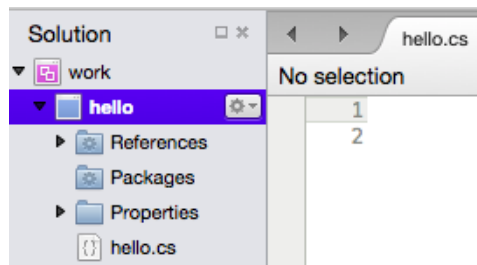 Solution
work
hello
References
Packages
Properties
hello.cs
hello.cs
No selection
1
2